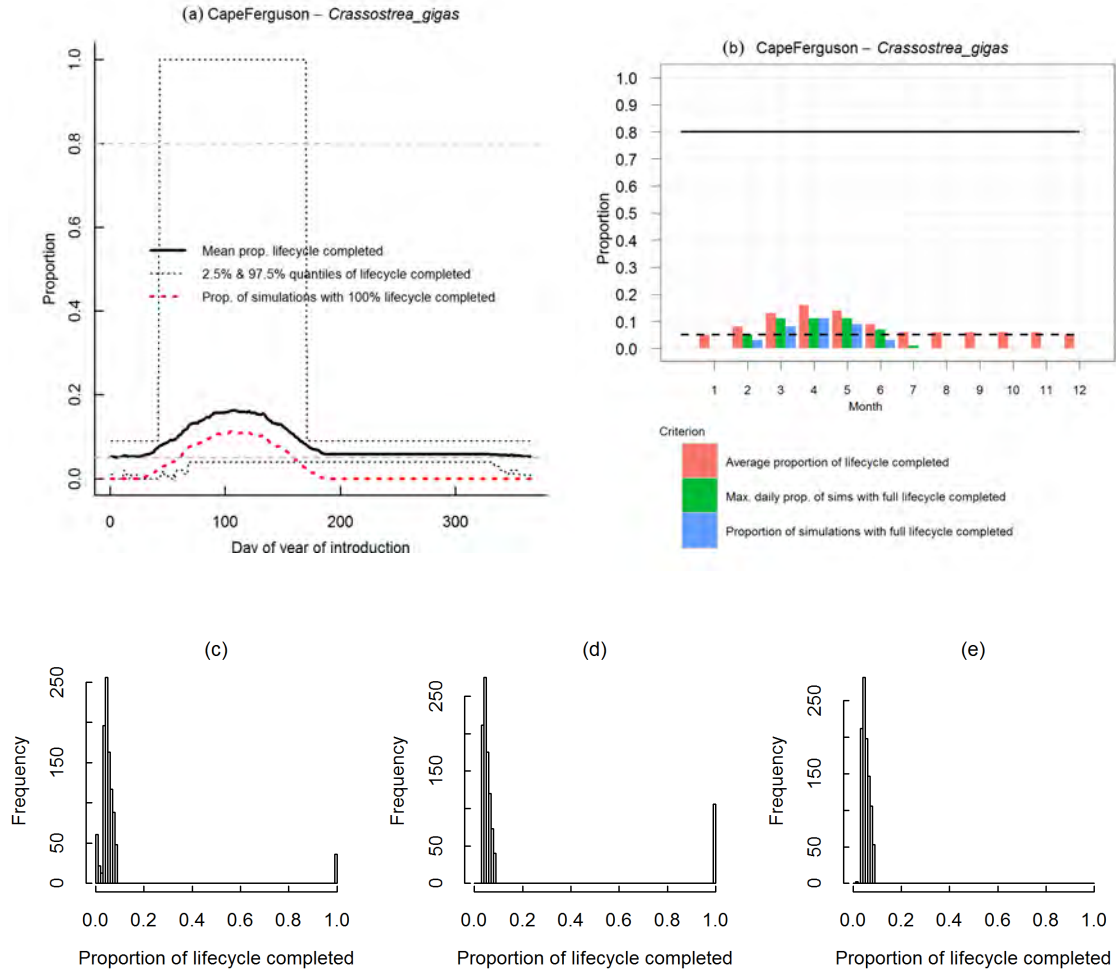 (a) CapeFerguson – Crassostrea_gigas
Proportion
1.0
0.8
0.6
0.4
0.2
0.0
Mean prop. lifecycle completed
2.5% & 97.5% quantiles of lifecycle completed
Prop. of simulations with 100% lifecycle completed
0 100 200 300
Day of year of introduction
(b) CapeFerguson – Crassostrea_gigas
Proportion
1.0
0.9
0.8
0.7
0.6
0.5
0.4
0.3
0.2
0.1
0.0
1 2 3 4 5 6 7 8 9 10 11 12
Month
Criterion
Average proportion of lifecycle completed
Max. daily prop. of sims with full lifecycle completed
Proportion of simulations with full lifecycle completed
(c)
Frequency
250
150
50
0
0.0 0.2 0.4 0.6 0.8 1.0
Proportion of lifecycle completed
(d)
Frequency
250
150
50
0
0.0 0.2 0.4 0.6 0.8 1.0
Proportion of lifecycle completed
(e)
Frequency
250
150
50
0
0.0 0.2 0.4 0.6 0.8 1.0
Proportion of lifecycle completed